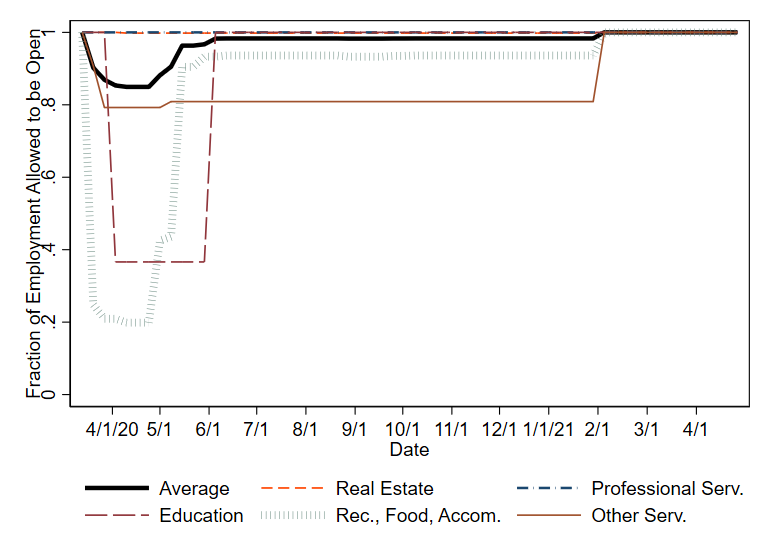 Fraction of Employment Allowed to be Open
1
.8
.6
.4
.2
0
4/1/20 5/1 6/1 7/1 8/1 9/1 10/1 11/1 12/1 1/1/21 2/1 3/1 4/1
Date
Average Real Estate Professional Serv.
Education Rec., Food, Accom. Other Serv.